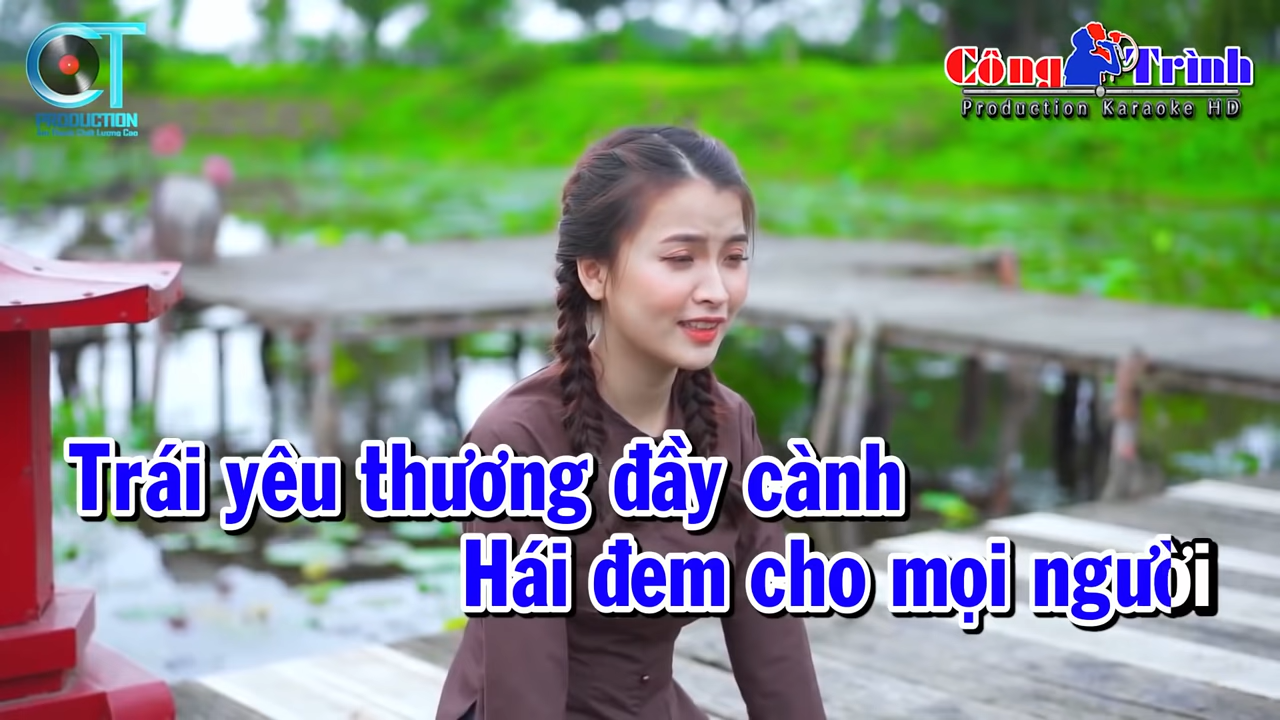 CT
PRODUCTION
Công Trình
Production Karaoke HD
Trái yêu thương đầy cành
Hái đem cho mọi người